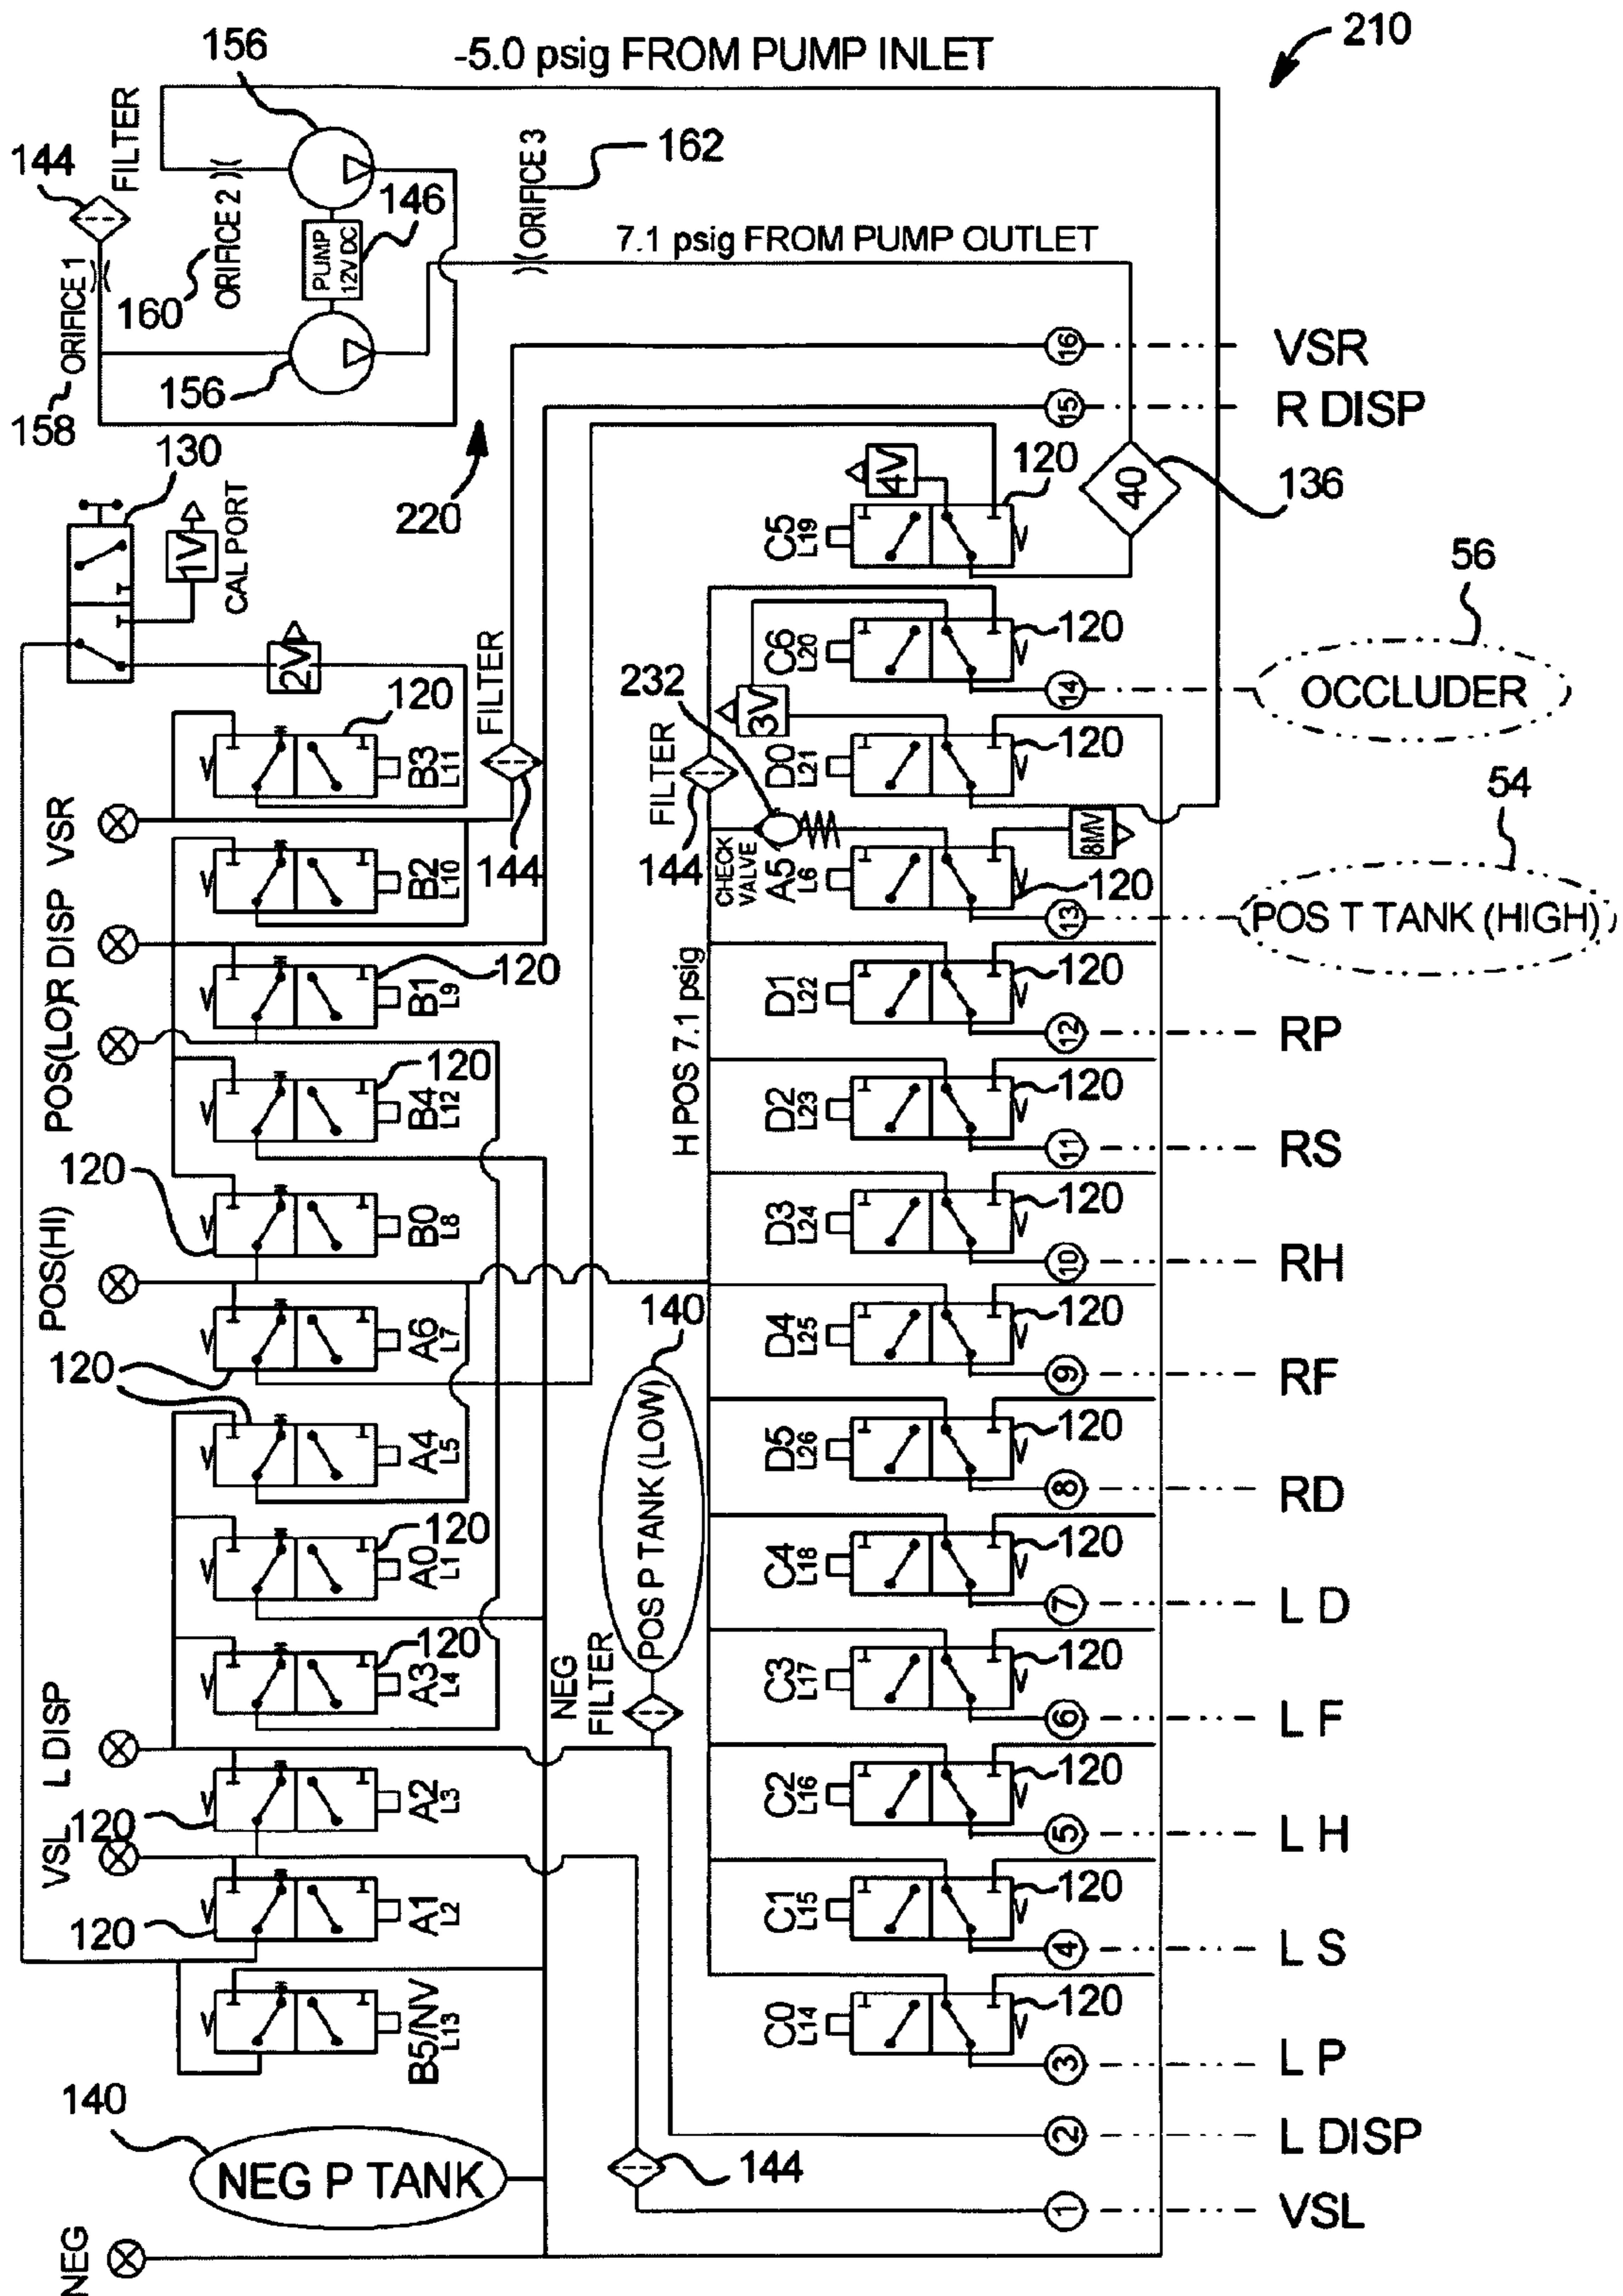 210
156
-5.0 psig FROM PUMP INLET
FILTER
144
ORIFICE 2
160
ORIFICE 1
158
PUMP
12V DC
146
156
ORIFICE 3
162
7.1 psig FROM PUMP OUTLET
220
130
1V
CAL PORT
2V
16
VSR
15
R DISP
4V
120
C5
L19
40
136
56
OCCLUDER
14
120
C6
L20
3V
232
FILTER
144
120
D0
L21
CHECK
VALVE
A5
L6
120
8MV
54
POS T TANK (HIGH)
13
H POS 7.1 psig
D1
L22
120
12
RP
D2
L23
120
11
RS
D3
L24
120
10
RH
D4
L25
120
9
RF
D5
L26
120
8
RD
C4
L18
120
7
L D
C3
L17
120
6
L F
C2
L16
120
5
L H
C1
L15
120
4
L S
C0
L14
120
3
L P
2
L DISP
1
VSL
FILTER
144
VSR
120
B3
L11
B2
L10
R DISP
120
B1
L9
POS(LO)
120
B4
L12
120
B0
L8
POS(HI)
A6
L7
120
A4
L5
120
A0
L1
120
A3
L4
L DISP
A2
L3
120
VSL
A1
L2
120
B5/NV
L13
140
POS P TANK (LOW)
NEG
FILTER
140
NEG P TANK
144
NEG